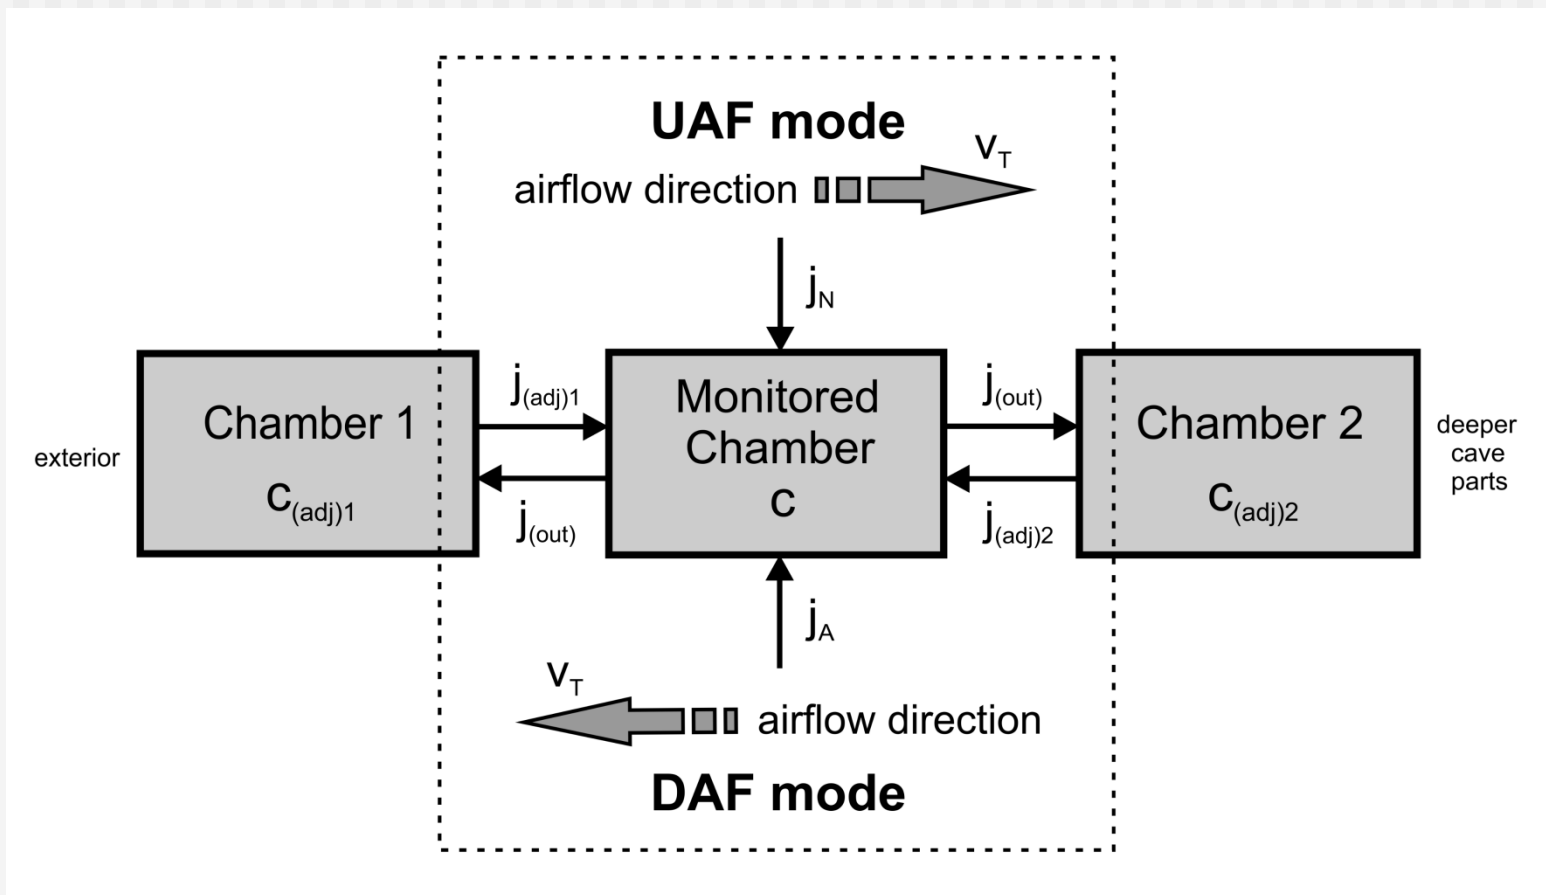 UAF mode
v_T
airflow direction
j_N
exterior
Chamber 1
c_(adj)1
j_(adj)1
j_(out)
Monitored
Chamber
c
j_(out)
j_(adj)2
Chamber 2
c_(adj)2
deeper
cave
parts
j_A
v_T
airflow direction
DAF mode